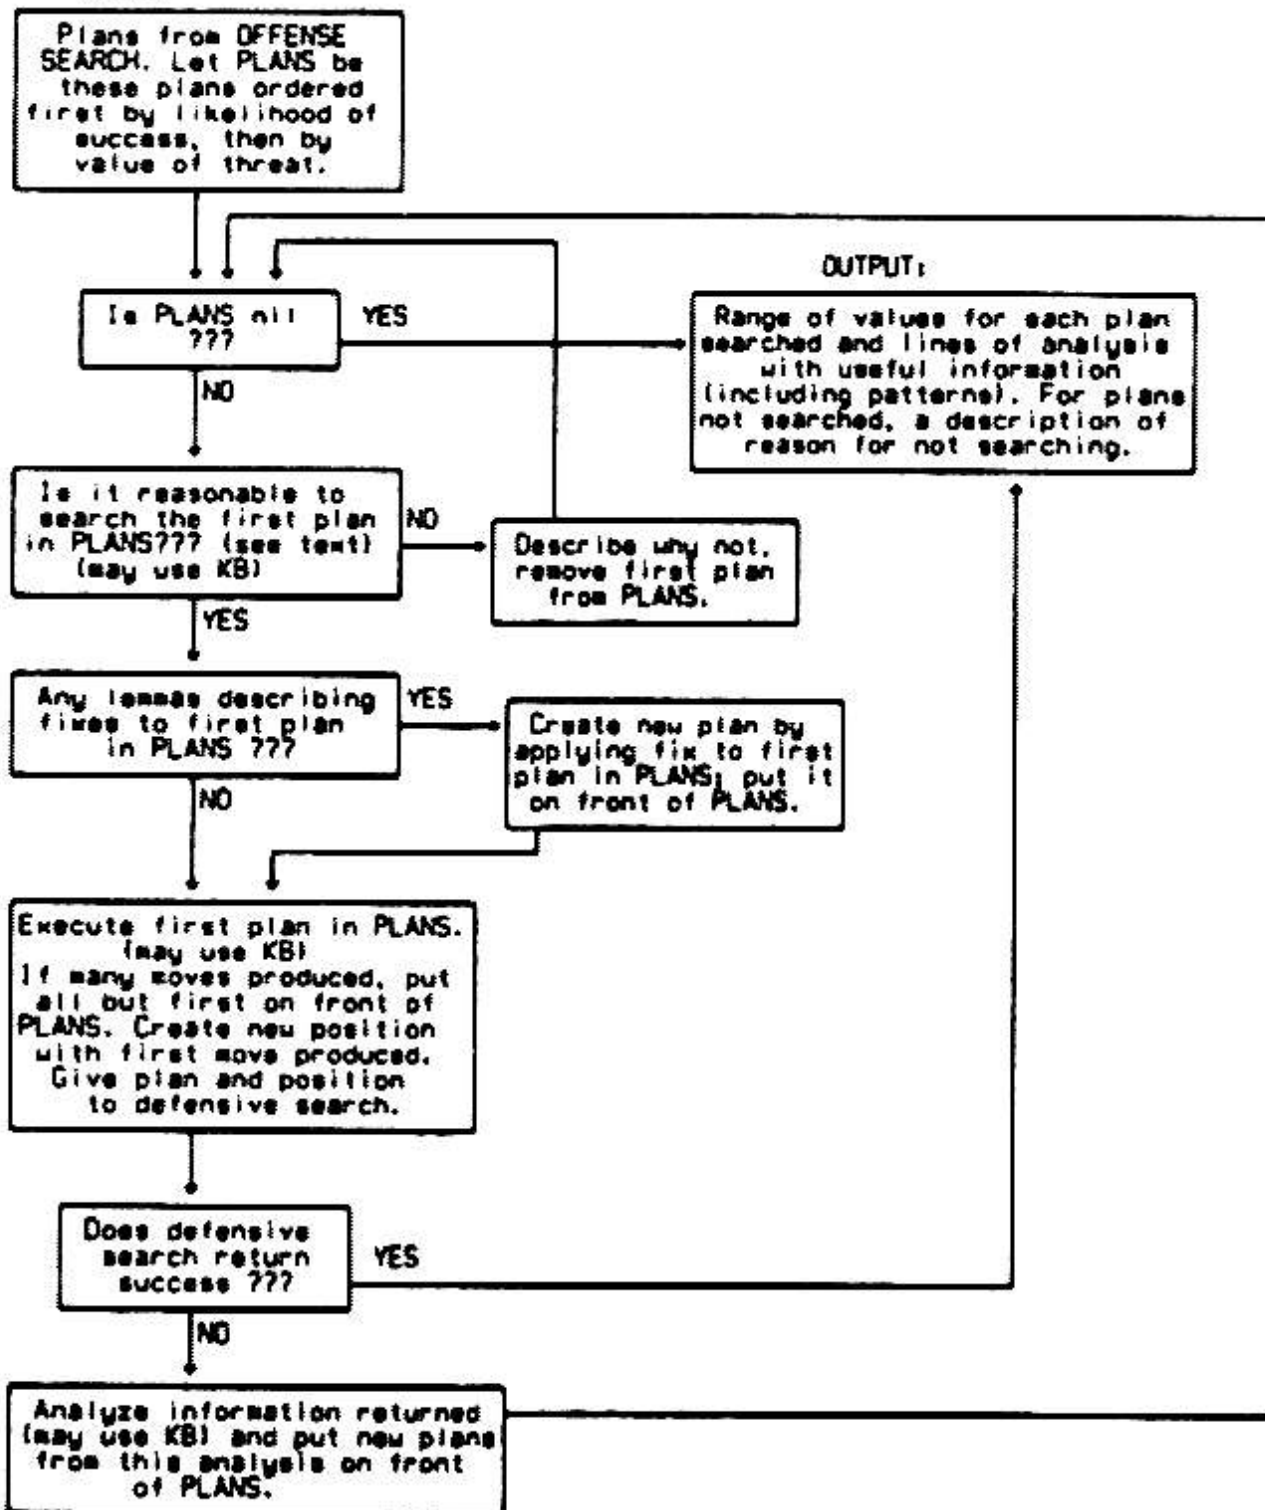 Plans from OFFENSE
SEARCH. Let PLANS be
these plans ordered
first by likelihood of
success, then by
value of threat.
OUTPUT:
Is PLANS nil
???
YES
NO
Range of values for each plan
searched and lines of analysis
with useful information
(including patterns). For plans
not searched, a description of
reason for not searching.
Is it reasonable to
search the first plan
in PLANS??? (see text)
(may use KB)
NO
YES
Describe why not,
remove first plan
from PLANS.
Any lemmas describing
fixes to first plan
in PLANS ???
YES
NO
Create new plan by
applying fix to first
plan in PLANS; put it
on front of PLANS.
Execute first plan in PLANS.
(may use KB)
If many moves produced, put
all but first on front of
PLANS. Create new position
with first move produced.
Give plan and position
to defensive search.
Does defensive
search return
success ???
YES
NO
Analyze information returned
(may use KB) and put new plans
from this analysis on front
of PLANS.